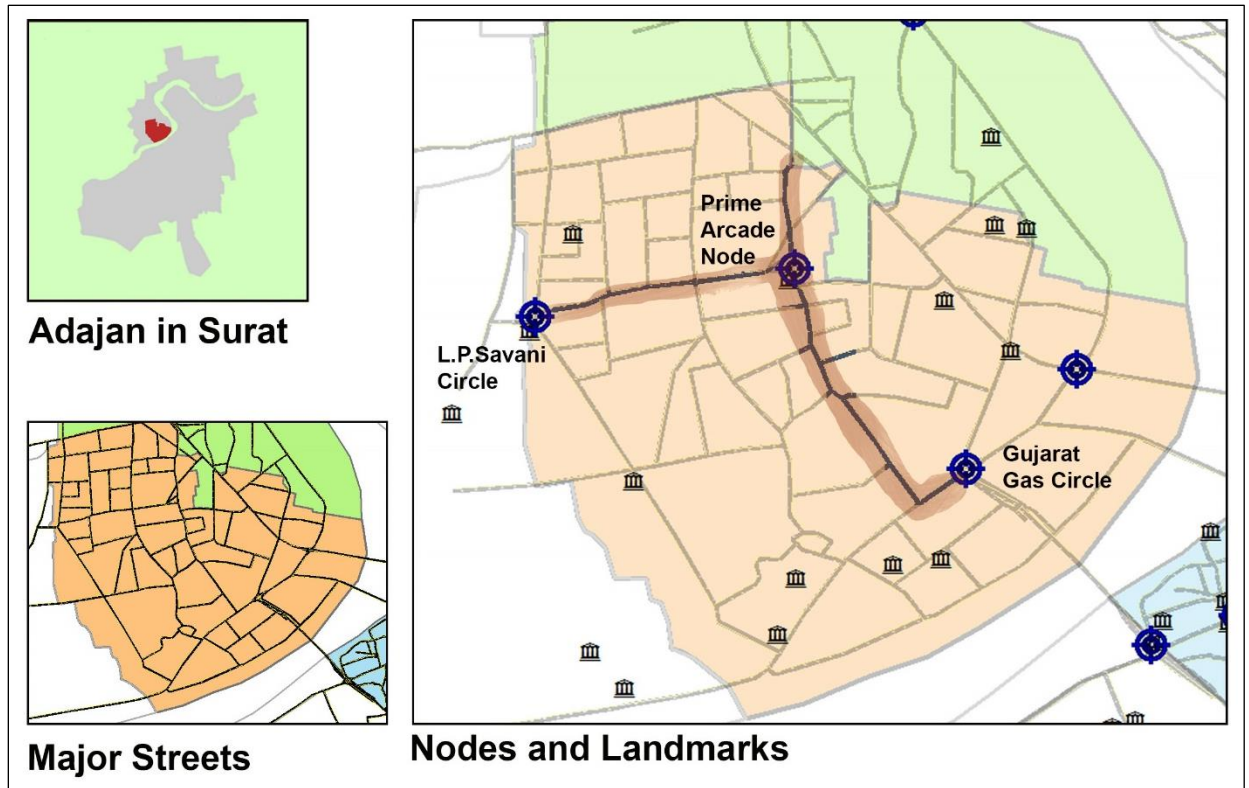 Adajan in Surat
Major Streets
Prime
Arcade
Node
L.P.Savani
Circle
Gujarat
Gas Circle
Nodes and Landmarks